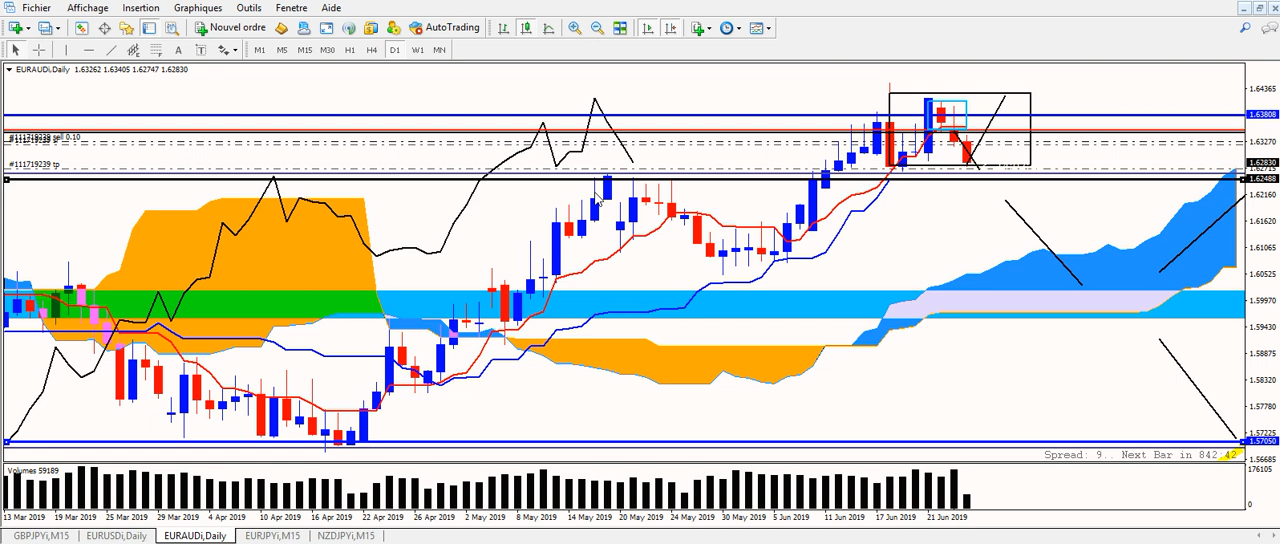 Fichier Affichage Insertion Graphiques Outils Fenetre Aide
Nouvel ordre AutoTrading
A T M1 M5 M15 M30 H1 H4 D1 W1 MN
EURAUDi,Daily 1.63262 1.63405 1.62747 1.62830
1.64365
1.63808
#111719239 sell 0.10
1.63270
1.62830
#111719239 tp
1.62715
1.62488
1.62160
1.61620
1.61065
1.60525
1.59970
1.59430
1.58875
1.58320
1.57780
1.57225
1.57050
Spread: 9.. Next Bar in 842:42
1.56685
Volumes 59189
176105
0
13 Mar 2019 19 Mar 2019 25 Mar 2019 29 Mar 2019 4 Apr 2019 10 Apr 2019 16 Apr 2019 22 Apr 2019 26 Apr 2019 2 May 2019 8 May 2019 14 May 2019 20 May 2019 24 May 2019 30 May 2019 5 Jun 2019 11 Jun 2019 17 Jun 2019 21 Jun 2019
GBPJPYi,M15 EURUSDi,Daily EURAUDi,Daily EURJPYi,M15 NZDJPYi,M15